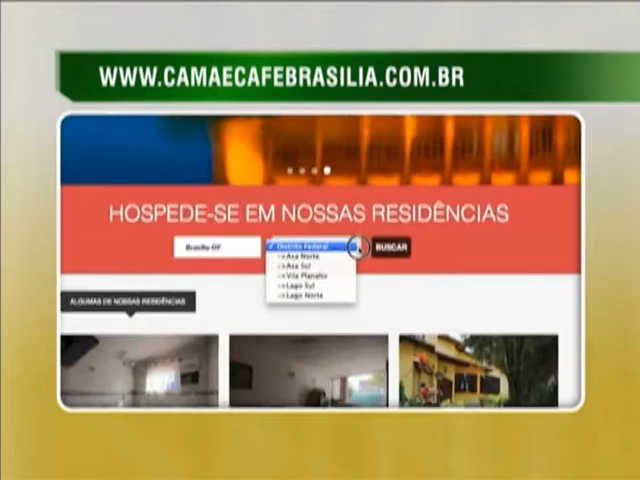 WWW.CAMAECAFEBRASILIA.COM.BR
HOSPEDE-SE EM NOSSAS RESIDÊNCIAS
Brasília-DF
✓ Distrito Federal
BUSCAR
->Asa Norte
->Asa Sul
->Vila Planalto
->Lago Sul
->Lago Norte
ALGUMAS DE NOSSAS RESIDÊNCIAS